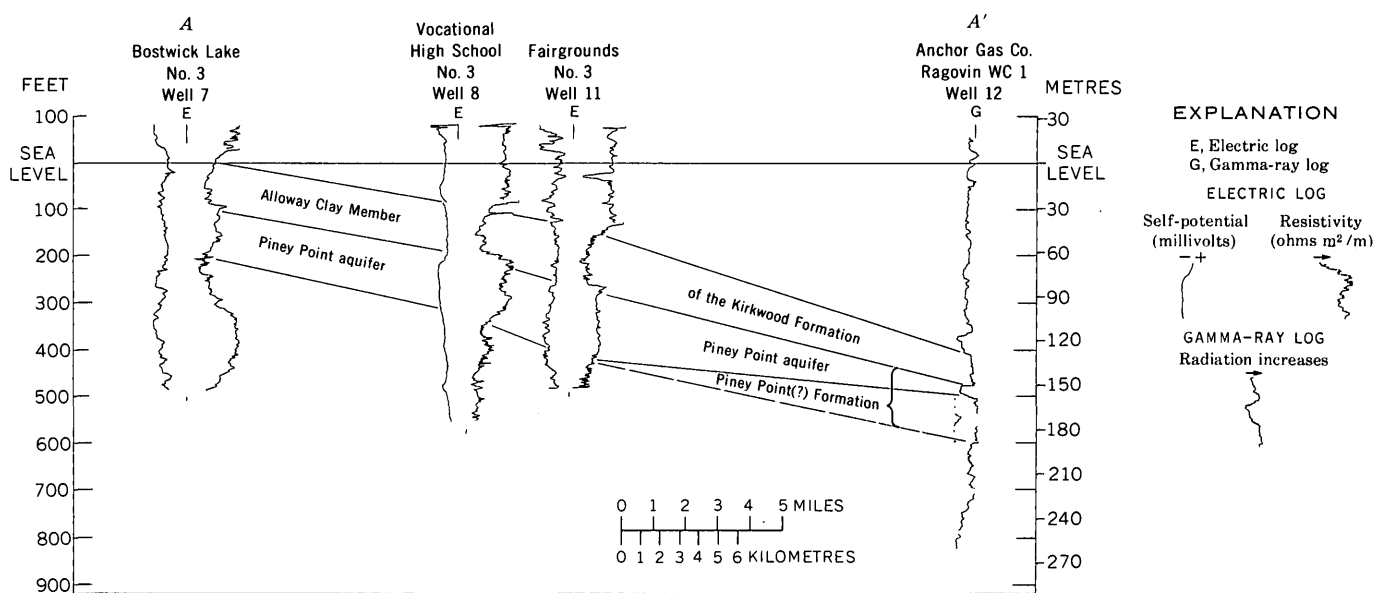 A
Bostwick Lake
No. 3
Well 7
E
Vocational
High School
No. 3
Well 8
E
Fairgrounds
No. 3
Well 11
E
A'
Anchor Gas Co.
Ragovin WC 1
Well 12
G
FEET
100
SEA
LEVEL
100
200
300
400
500
600
700
800
900
METRES
30
SEA
LEVEL
30
60
90
120
150
180
210
240
270
Alloway Clay Member
Piney Point aquifer
of the Kirkwood Formation
Piney Point aquifer
Piney Point(?) Formation
0 1 2 3 4 5 MILES
0 1 2 3 4 5 6 KILOMETRES
EXPLANATION
E, Electric log
G, Gamma-ray log
ELECTRIC LOG
Self-potential
(millivolts)
− +
Resistivity
(ohms m²/m)
GAMMA-RAY LOG
Radiation increases